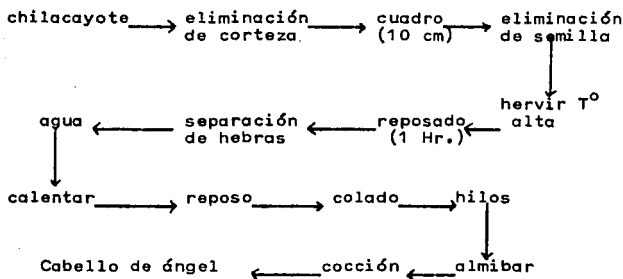 chilacayote eliminación cuadro eliminación
de corteza (10 cm) de semilla
hervir Tº
agua separación reposado alta
de hebras (1 Hr.)
calentar reposo colado hilos
Cabello de ángel cocción almibar